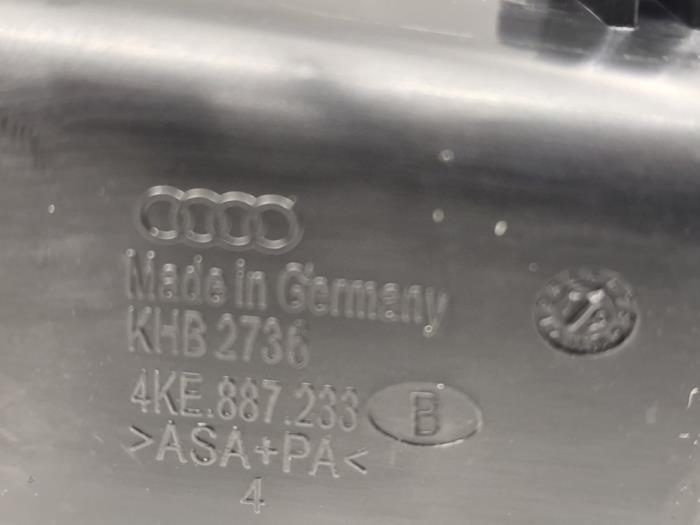 Made in Germany
KHB 2736
4KE.887.233 B
>ASA+PA<
4